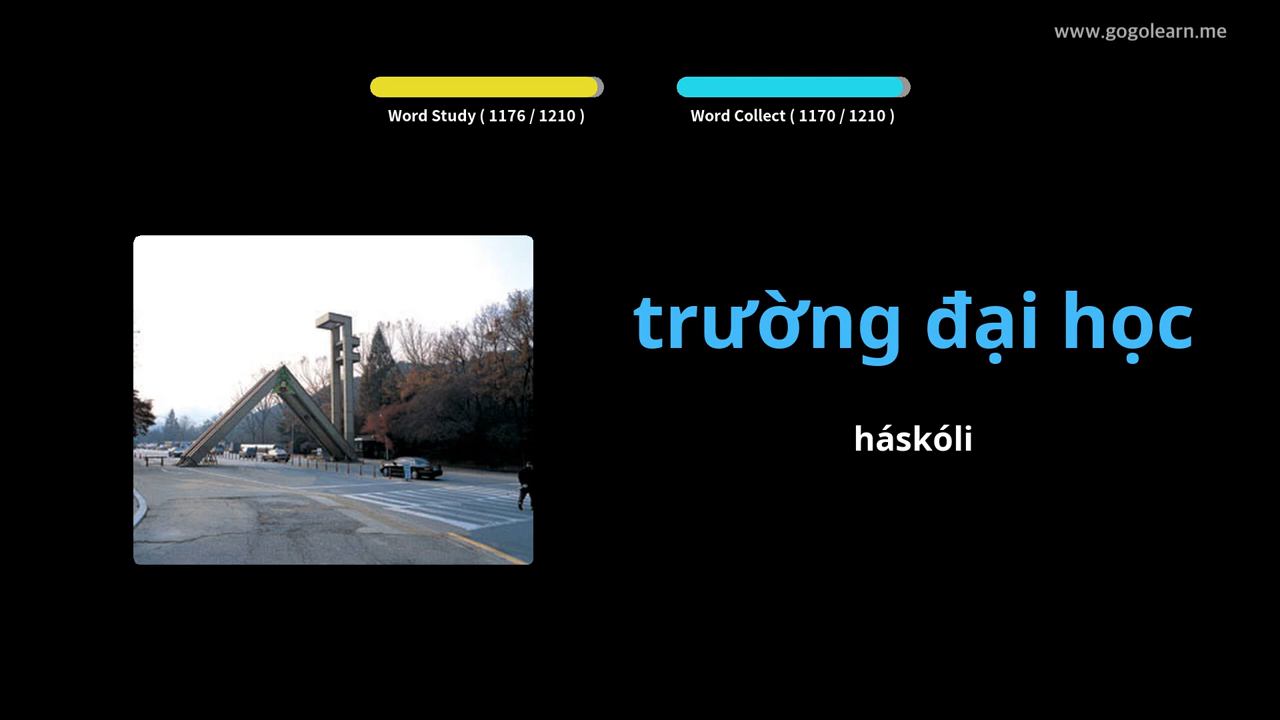 www.gogolearn.me
Word Study ( 1176 / 1210 )
Word Collect ( 1170 / 1210 )
trường đại học
háskóli